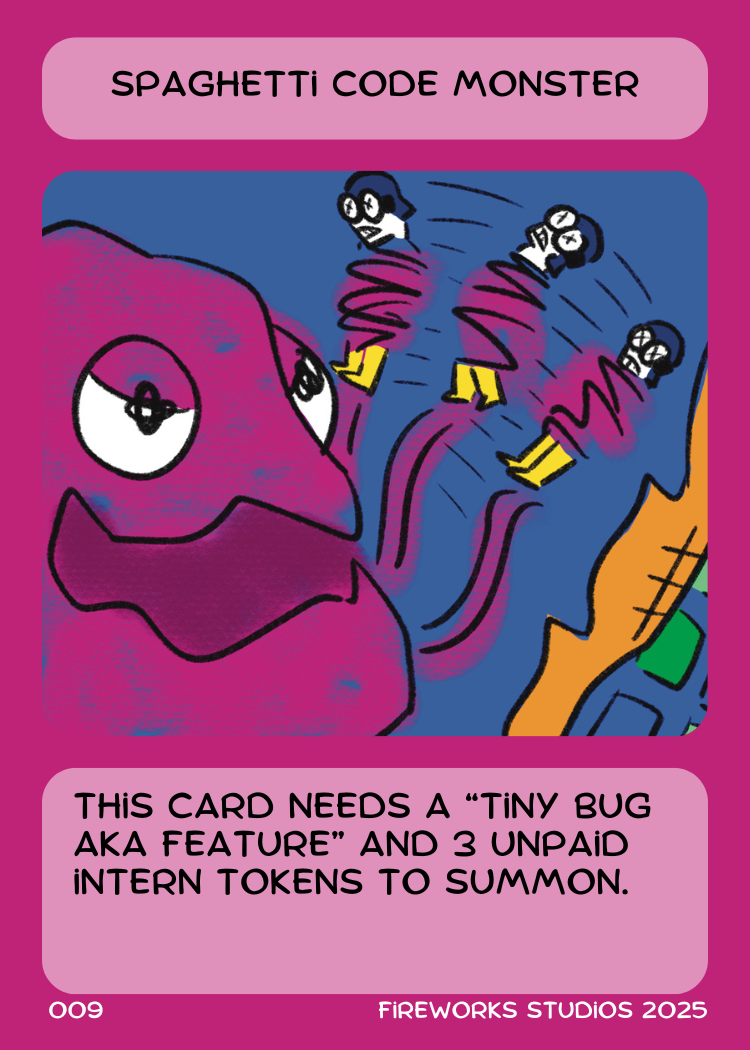 SPAGHETTi CODE MONSTER
THiS CARD NEEDS A “TiNY BUG
AKA FEATURE” AND 3 UNPAiD
iNTERN TOKENS TO SUMMON.
009
FiREWORKS STUDiOS 2025